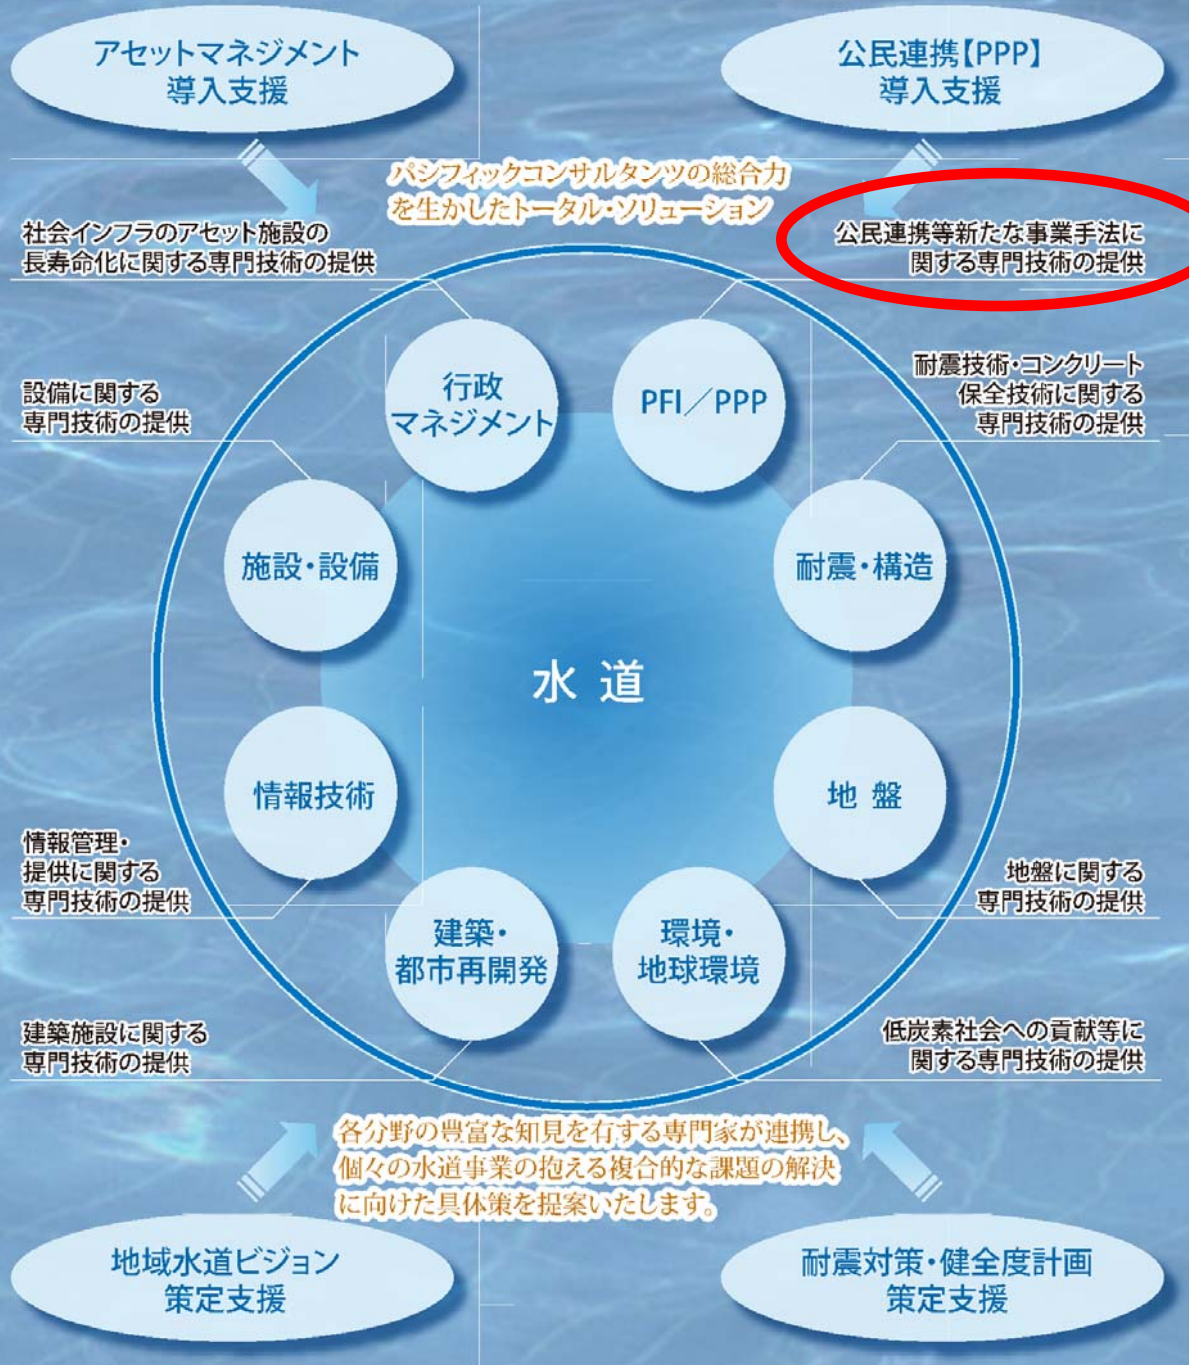 アセットマネジメント
導入支援
公民連携【PPP】
導入支援
パシフィックコンサルタンツの総合力
を生かしたトータル・ソリューション
社会インフラのアセット施設の
長寿命化に関する専門技術の提供
公民連携等新たな事業手法に
関する専門技術の提供
行政
マネジメント
PFI／PPP
設備に関する
専門技術の提供
耐震技術・コンクリート
保全技術に関する
専門技術の提供
施設・設備
耐震・構造
水道
情報技術
地盤
情報管理・
提供に関する
専門技術の提供
地盤に関する
専門技術の提供
建築・
都市再開発
環境・
地球環境
建築施設に関する
専門技術の提供
低炭素社会への貢献等に
関する専門技術の提供
各分野の豊富な知見を有する専門家が連携し、
個々の水道事業の抱える複合的な課題の解決
に向けた具体策を提案いたします。
地域水道ビジョン
策定支援
耐震対策・健全度計画
策定支援